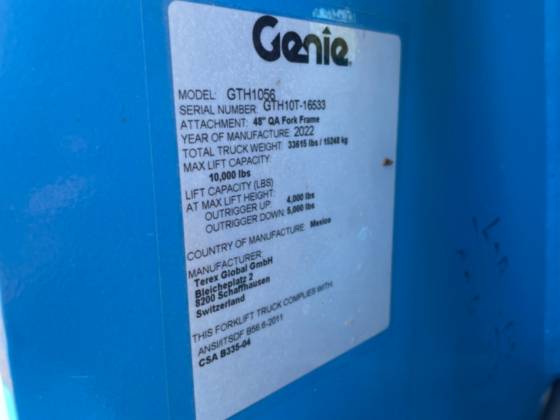 Genie
MODEL: GTH1056
SERIAL NUMBER: GTH10T-16533
ATTACHMENT: 48" QA Fork Frame
YEAR OF MANUFACTURE: 2022
TOTAL TRUCK WEIGHT: 33615 lbs / 15248 kg
MAX LIFT CAPACITY:
10,000 lbs
LIFT CAPACITY (LBS)
AT MAX LIFT HEIGHT:
OUTRIGGER UP: 4,000 lbs
OUTRIGGER DOWN: 5,000 lbs
COUNTRY OF MANUFACTURE: Mexico
MANUFACTURER:
Terex Global GmbH
Bleicheplatz 2
8200 Schaffhausen
Switzerland
THIS FORKLIFT TRUCK COMPLIES WITH:
ANSI/ITSDF B56.6-2011
CSA B335-04